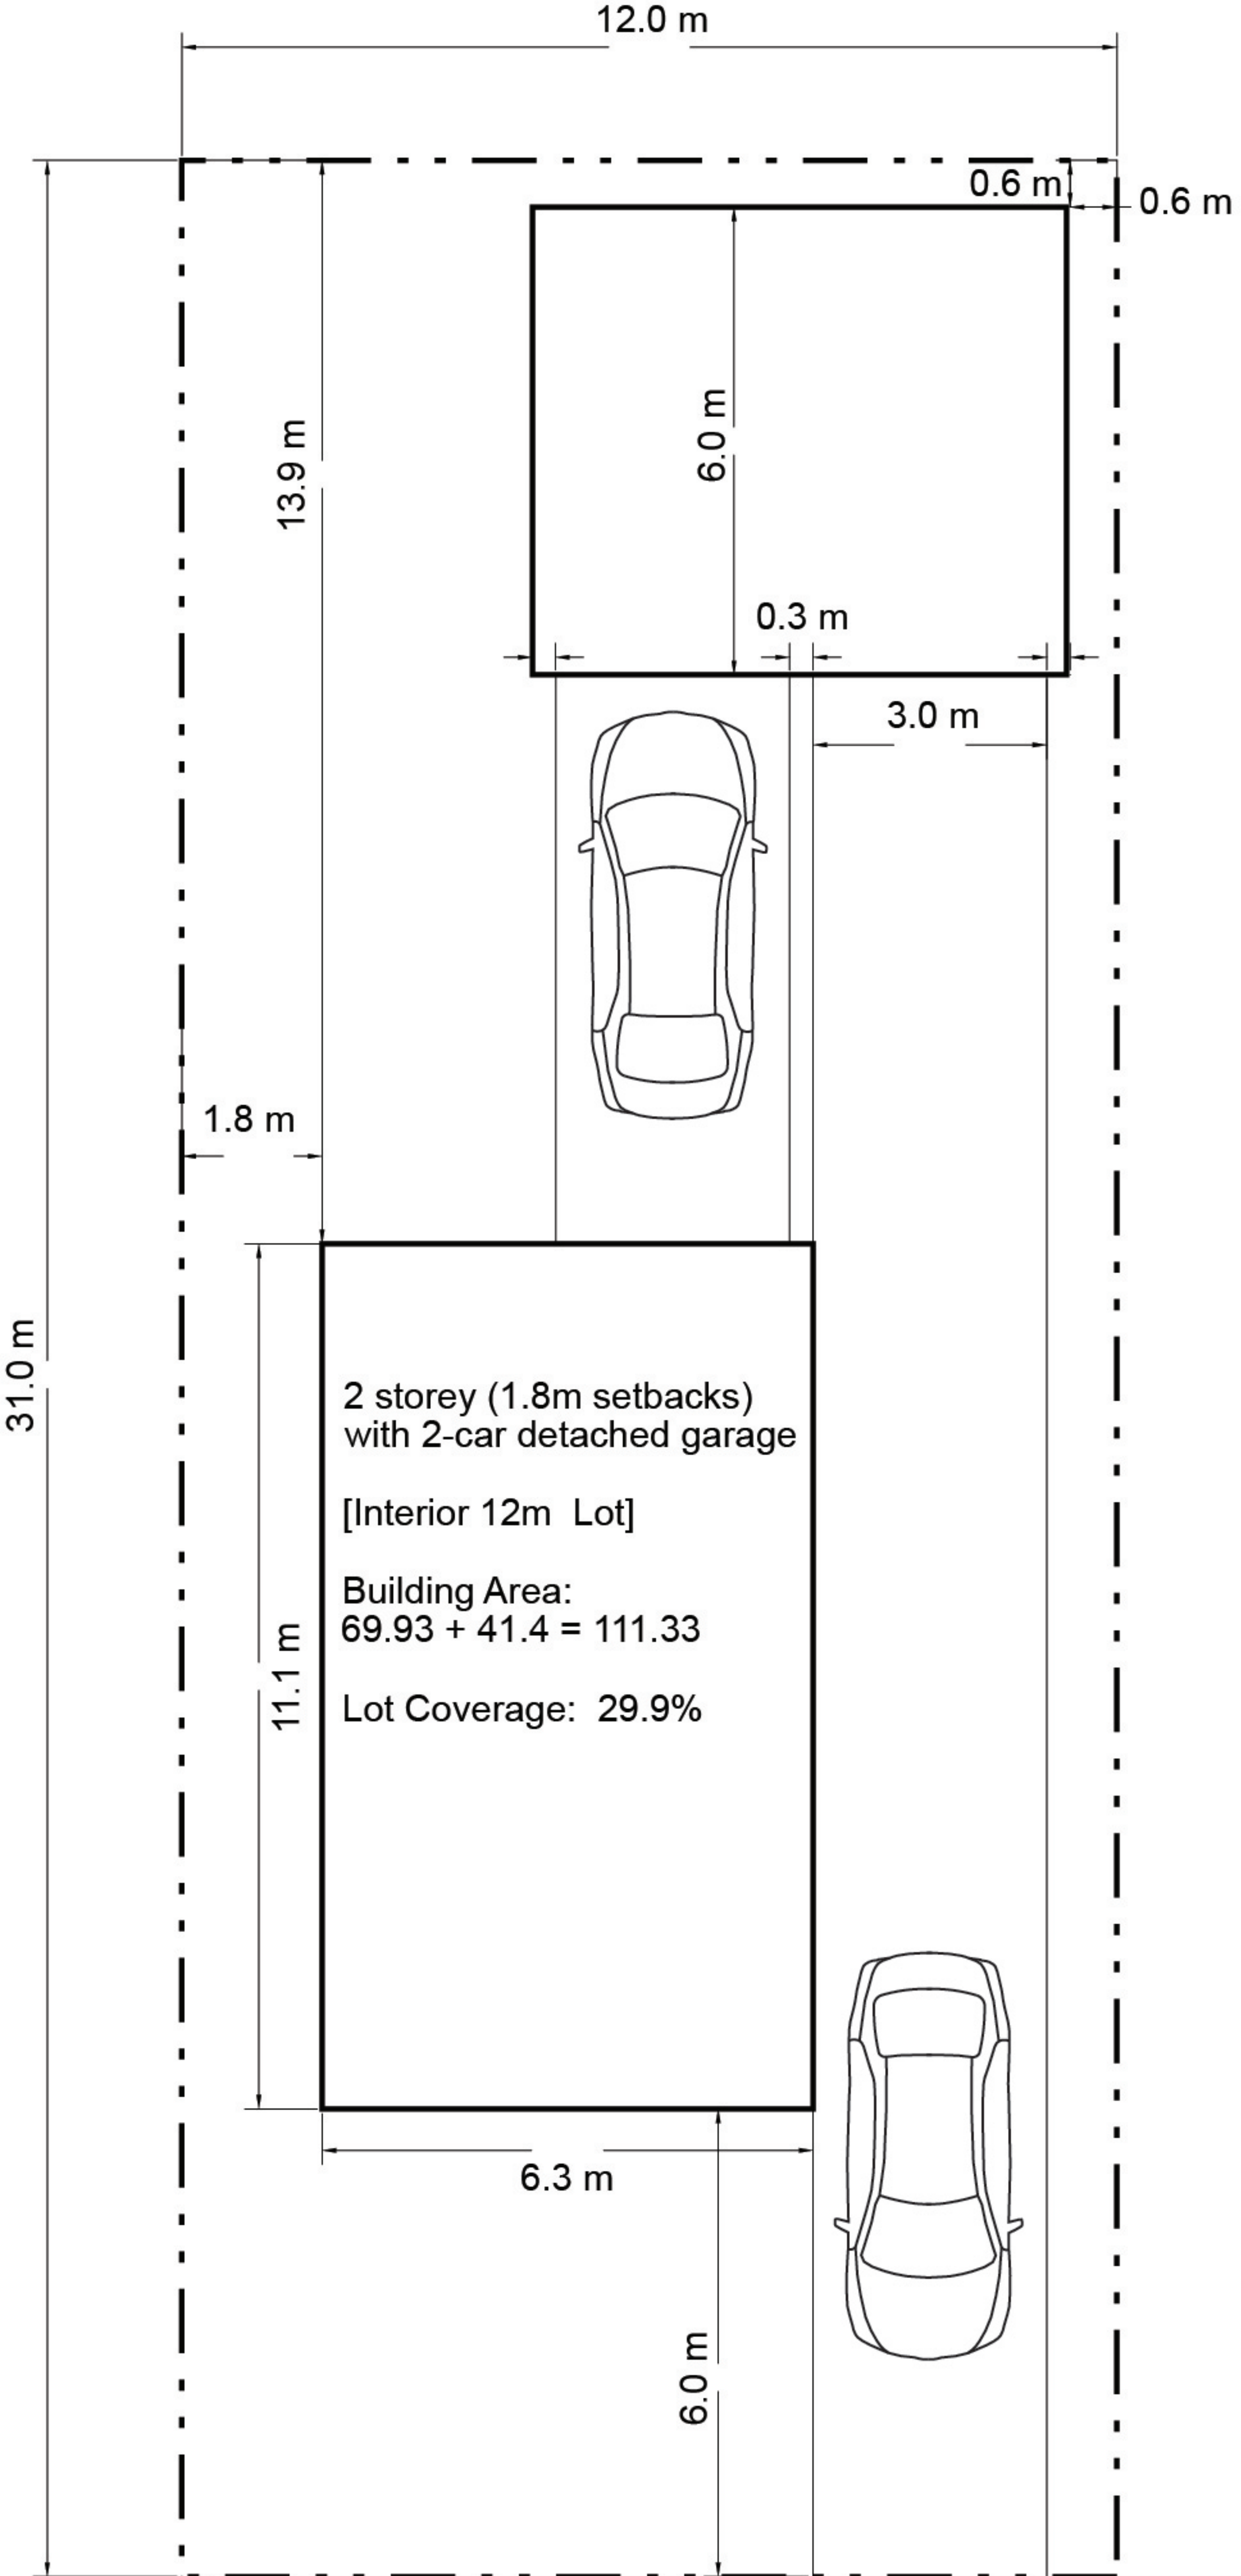 12.0 m
0.6 m
0.6 m
13.9 m
6.0 m
0.3 m
3.0 m
1.8 m
31.0 m
2 storey (1.8m setbacks)
with 2-car detached garage
[Interior 12m Lot]
Building Area:
69.93 + 41.4 = 111.33
Lot Coverage: 29.9%
11.1 m
6.3 m
6.0 m